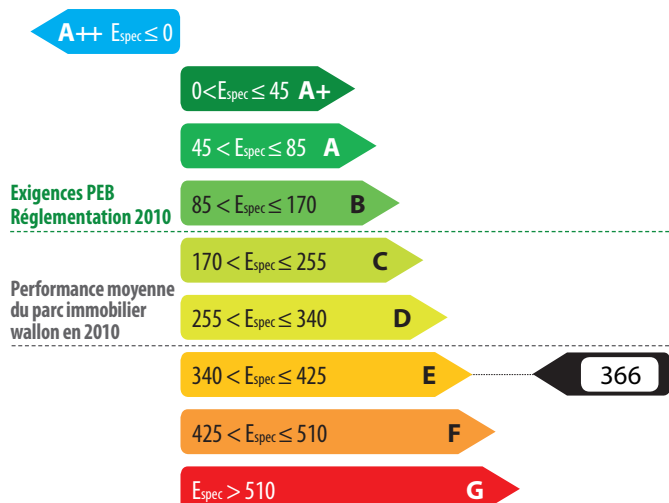 A++ Espec ≤ 0
0<Espec ≤ 45 A+
45 < Espec ≤ 85 A
Exigences PEB
Réglementation 2010
85 < Espec ≤ 170 B
170 < Espec ≤ 255 C
Performance moyenne
du parc immobilier
wallon en 2010
255 < Espec ≤ 340 D
340 < Espec ≤ 425 E
366
425 < Espec ≤ 510 F
Espec > 510 G